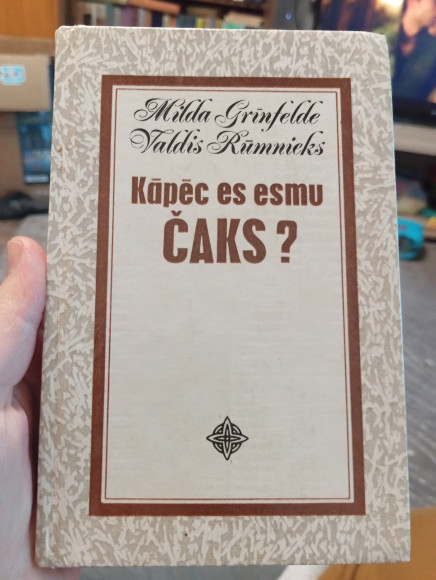 Milda Grīnfelde
Valdis Rūmnieks
Kāpēc es esmu
ČAKS?